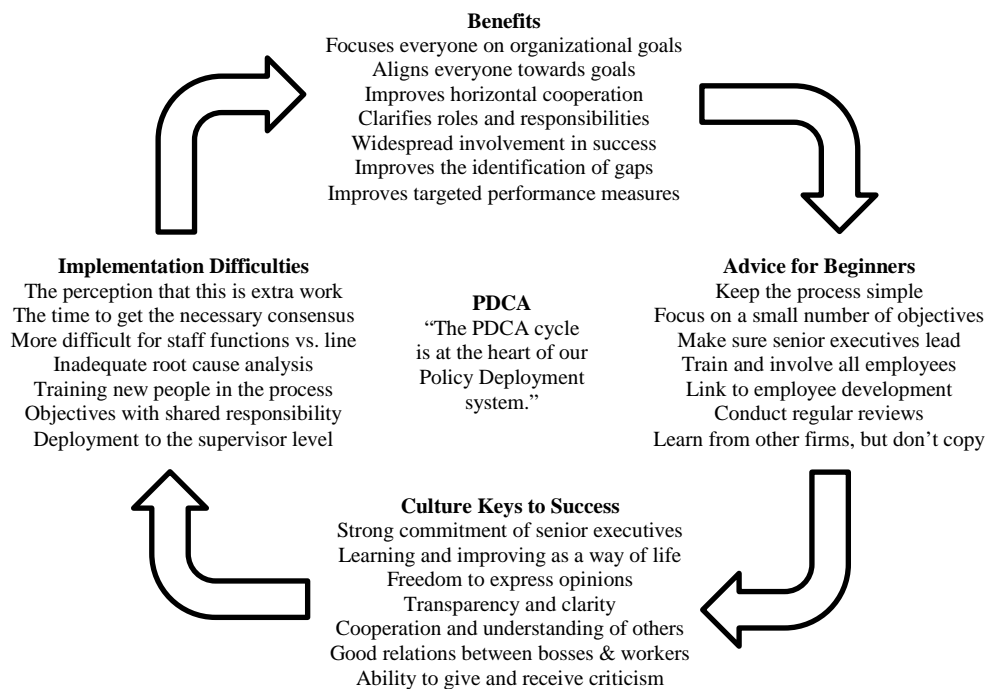 Benefits
Focuses everyone on organizational goals
Aligns everyone towards goals
Improves horizontal cooperation
Clarifies roles and responsibilities
Widespread involvement in success
Improves the identification of gaps
Improves targeted performance measures
Implementation Difficulties
The perception that this is extra work
The time to get the necessary consensus
More difficult for staff functions vs. line
Inadequate root cause analysis
Training new people in the process
Objectives with shared responsibility
Deployment to the supervisor level
PDCA
“The PDCA cycle
is at the heart of our
Policy Deployment
system.”
Advice for Beginners
Keep the process simple
Focus on a small number of objectives
Make sure senior executives lead
Train and involve all employees
Link to employee development
Conduct regular reviews
Learn from other firms, but don’t copy
Culture Keys to Success
Strong commitment of senior executives
Learning and improving as a way of life
Freedom to express opinions
Transparency and clarity
Cooperation and understanding of others
Good relations between bosses & workers
Ability to give and receive criticism